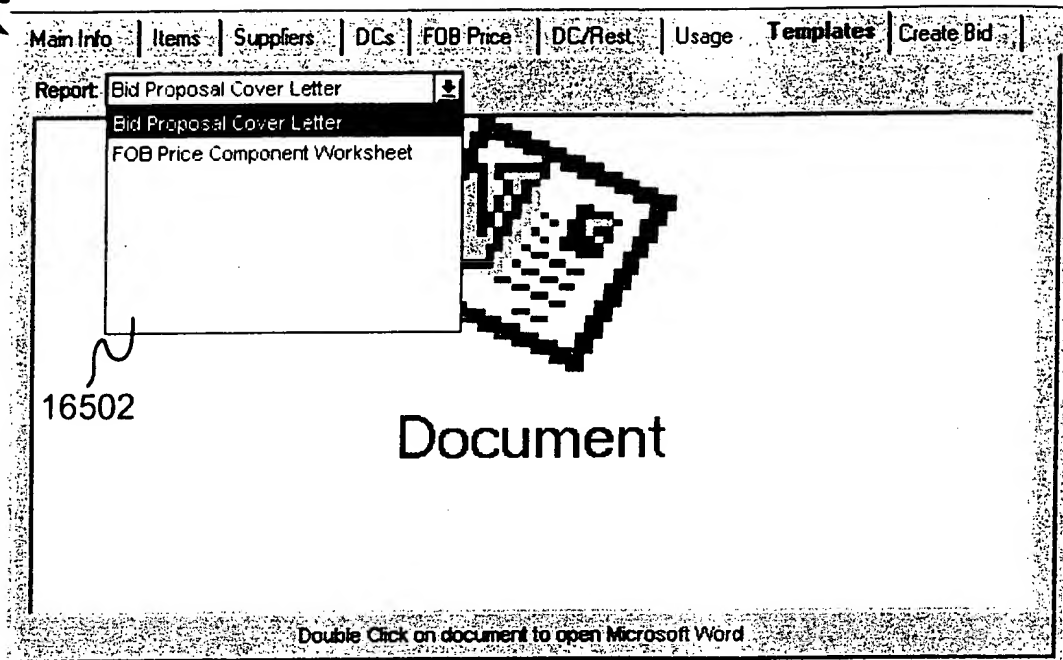 Main Info Items Suppliers DCs FOB Price DC/Rest Usage Templates Create Bid
Report: Bid Proposal Cover Letter
Bid Proposal Cover Letter
FOB Price Component Worksheet
16502
Document
Double Click on document to open Microsoft Word